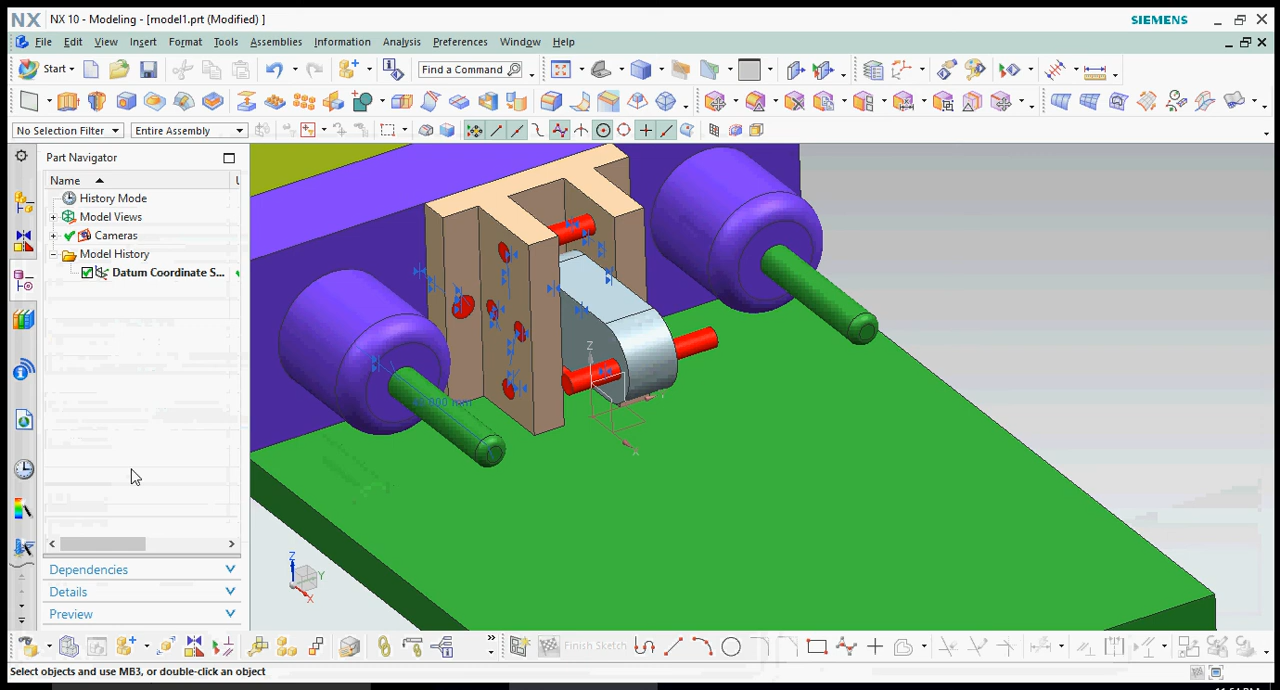 NX NX 10 - Modeling - [model1.prt (Modified) ] SIEMENS
File Edit View Insert Format Tools Assemblies Information Analysis Preferences Window Help
Start Find a Command
No Selection Filter Entire Assembly
Part Navigator
Name
History Mode
Model Views
Cameras
Model History
Datum Coordinate S...
Z
X
Z
Y
X
Dependencies
Details
Preview
Finish Sketch
Select objects and use MB3, or double-click an object